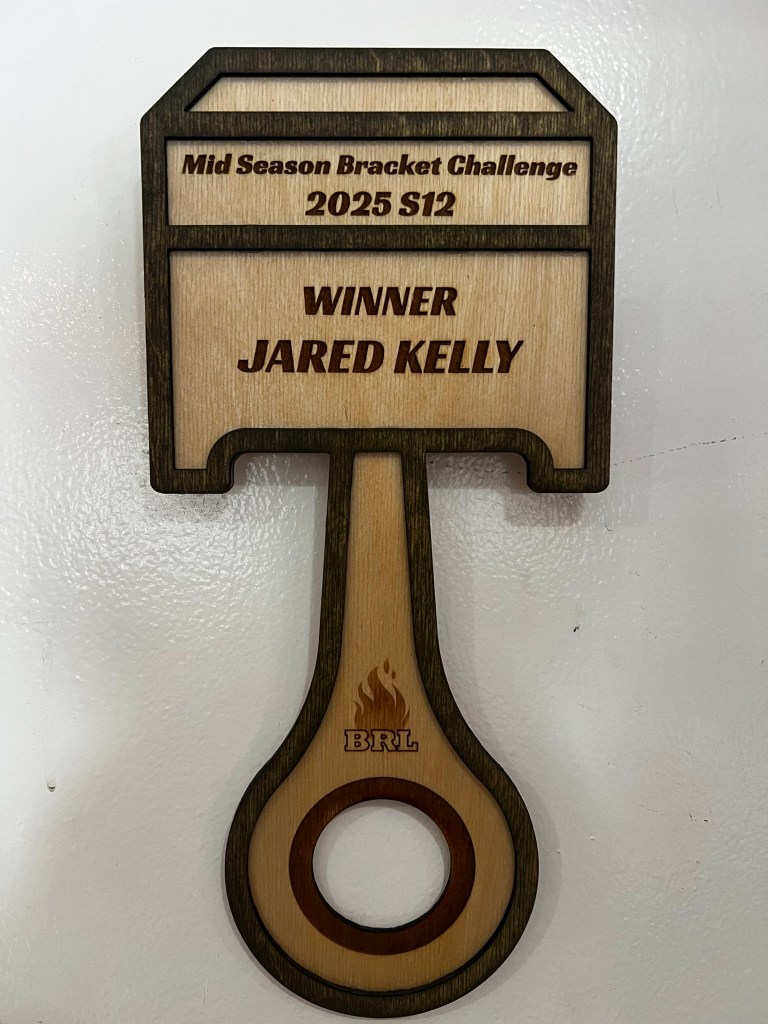 Mid Season Bracket Challenge
2025 S12
WINNER
JARED KELLY
BRL